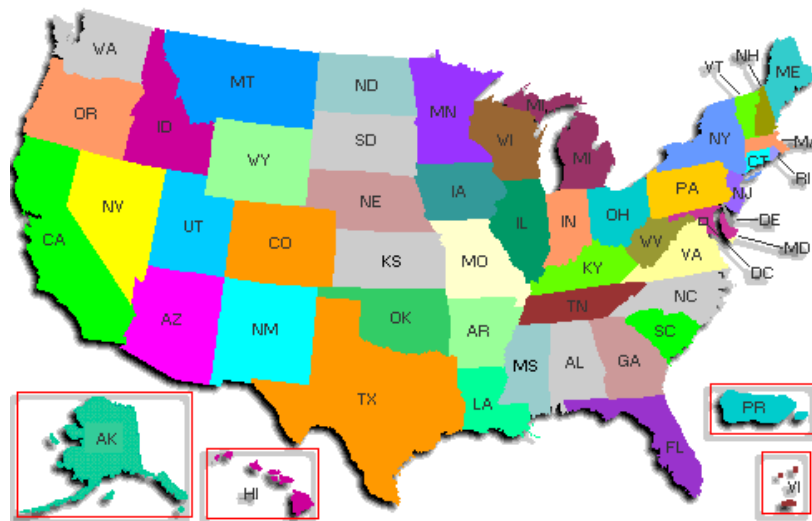 WA
MT
ND
MN
MI
VT
NH
ME
OR
ID
SD
WI
MI
NY
MA
WY
CT
RI
NV
NE
IA
PA
NJ
CA
UT
CO
IL
IN
OH
DE
WV
MD
KS
MO
KY
VA
DC
AZ
NM
OK
AR
TN
NC
SC
TX
MS
AL
GA
LA
FL
AK
HI
PR
VI